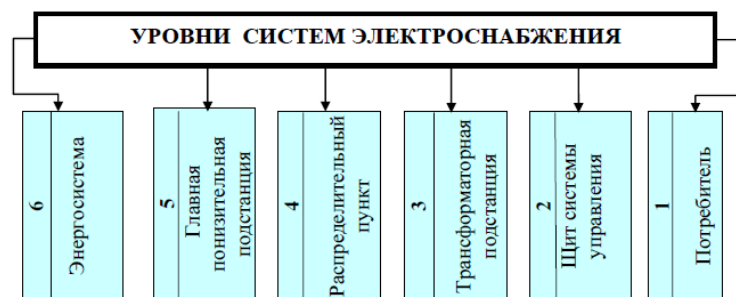 УРОВНИ СИСТЕМ ЭЛЕКТРОСНАБЖЕНИЯ
6
Энергосистема
5
Главная
понизительная
подстанция
4
Распределительный
пункт
3
Трансформаторная
подстанция
2
Щит системы
управления
1
Потребитель